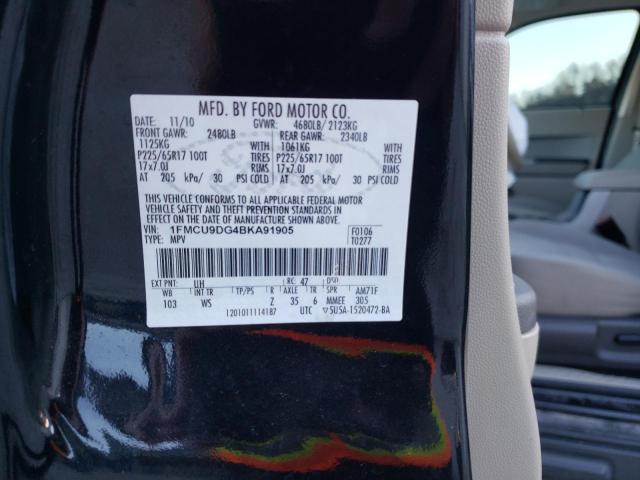 MFD. BY FORD MOTOR CO.
DATE: 11/10 GVWR: 4680LB/ 2123KG
FRONT GAWR: 2480LB REAR GAWR: 2340LB
1125KG WITH 1061KG WITH
P225/65R17 100T TIRES P225/65R17 100T TIRES
17x7.0J RIMS 17x7.0J RIMS
AT 205 kPa/ 30 PSI COLD AT 205 kPa/ 30 PSI COLD
THIS VEHICLE CONFORMS TO ALL APPLICABLE FEDERAL MOTOR
VEHICLE SAFETY AND THEFT PREVENTION STANDARDS IN
EFFECT ON THE DATE OF MANUFACTURE SHOWN ABOVE.
VIN: 1FMCU9DG4BKA91905 F0106
TYPE: MPV T0277
EXT PNT: UH RC: 47 DSO:
WB INT TR TP/PS R AXLE TR SPR AM71F
103 WS Z 35 6 MMEE 305
1201011114187 UTC ▽5U5A-1520472-BA